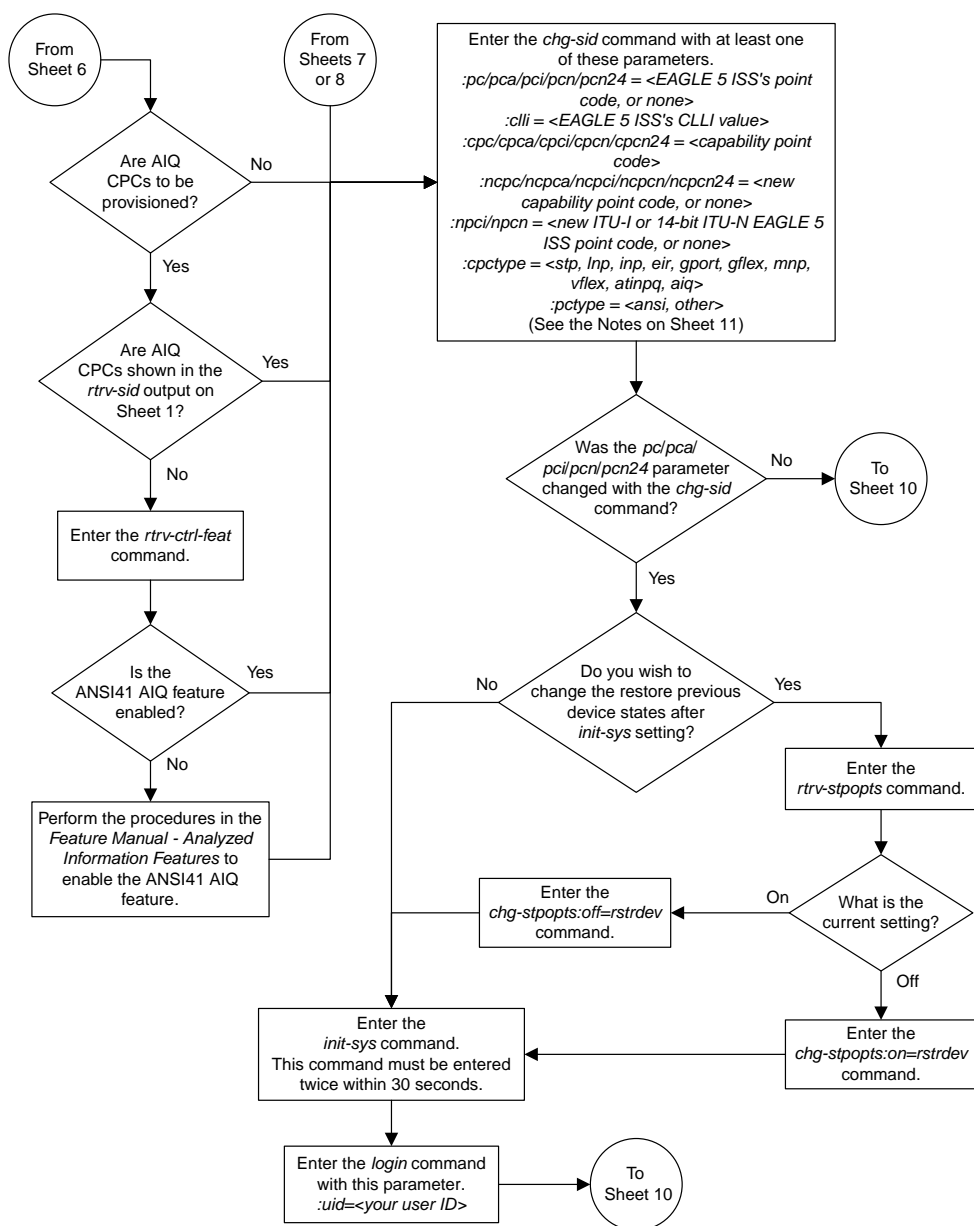 From
Sheet 6
From
Sheets 7
or 8
Enter the chg-sid command with at least one
of these parameters.
:pc/pca/pci/pcn/pcn24 = <EAGLE 5 ISS's point
code, or none>
:clli = <EAGLE 5 ISS's CLLI value>
:cpc/cpca/cpci/cpcn/cpcn24 = <capability point
code>
:ncpc/ncpca/ncpci/ncpcn/ncpcn24 = <new
capability point code, or none>
:npci/npcn = <new ITU-I or 14-bit ITU-N EAGLE 5
ISS point code, or none>
:cpctype = <stp, lnp, inp, eir, gport, gflex, mnp,
vflex, atinpq, aiq>
:pctype = <ansi, other>
(See the Notes on Sheet 11)
Are AIQ
CPCs to be
provisioned?
No
Yes
Are AIQ
CPCs shown in the
rtrv-sid output on
Sheet 1?
Yes
No
Enter the rtrv-ctrl-feat
command.
Is the
ANSI41 AIQ feature
enabled?
Yes
No
Perform the procedures in the
Feature Manual - Analyzed
Information Features to
enable the ANSI41 AIQ
feature.
Was the pc/pca/
pci/pcn/pcn24 parameter
changed with the chg-sid
command?
No
To
Sheet 10
Yes
Do you wish to
change the restore previous
device states after
init-sys setting?
No
Yes
Enter the
rtrv-stpopts command.
What is the
current setting?
On
Enter the
chg-stpopts:off=rstrdev
command.
Off
Enter the
chg-stpopts:on=rstrdev
command.
Enter the
init-sys command.
This command must be entered
twice within 30 seconds.
Enter the login command
with this parameter.
:uid=<your user ID>
To
Sheet 10